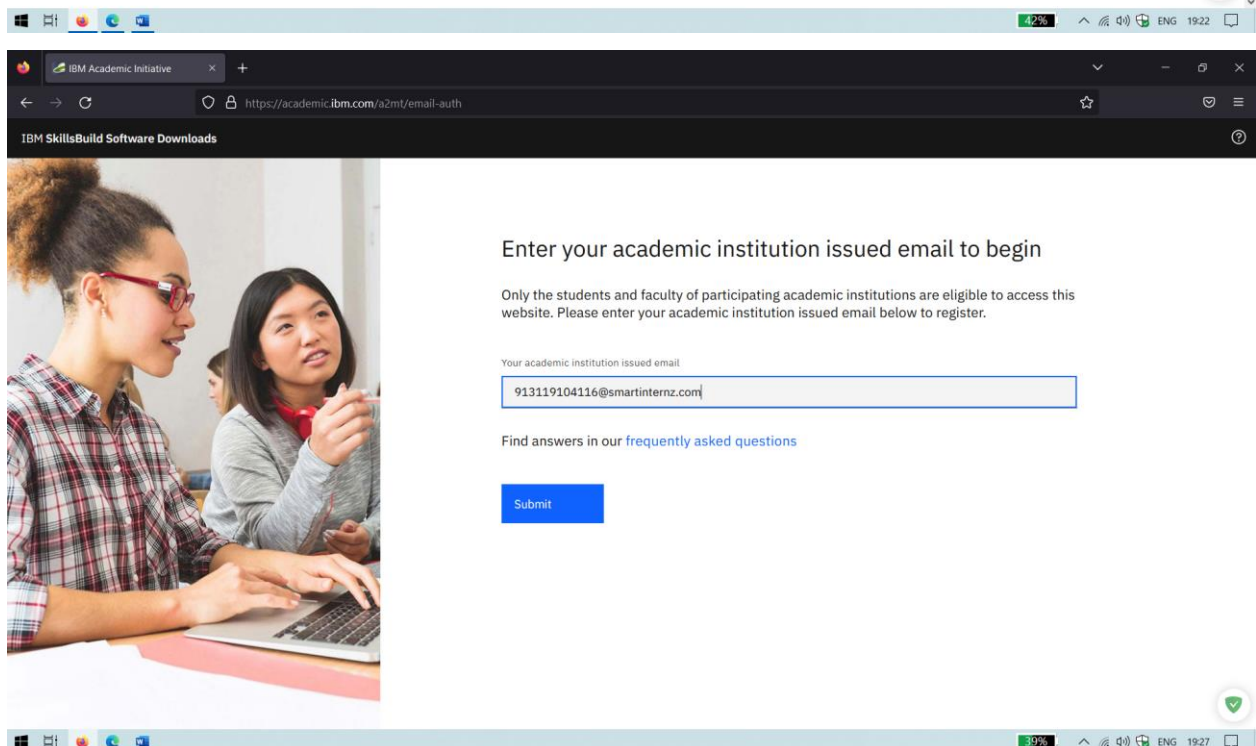 42%
ENG 19:22
IBM Academic Initiative
https://academic.ibm.com/a2mt/email-auth
IBM SkillsBuild Software Downloads
Enter your academic institution issued email to begin
Only the students and faculty of participating academic institutions are eligible to access this
website. Please enter your academic institution issued email below to register.
Your academic institution issued email
913119104116@smartinternz.com
Find answers in our frequently asked questions
Submit
39%
ENG 19:27